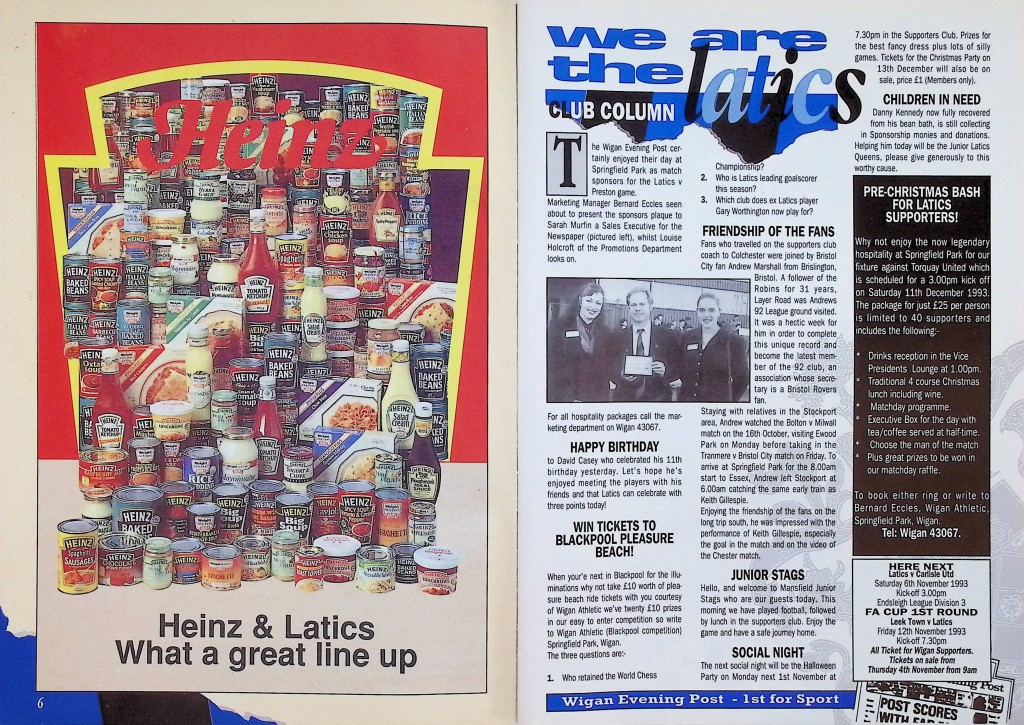 Heinz
Heinz & Latics
What a great line up
6
we are
the latics
CLUB COLUMN
The Wigan Evening Post cer-
tainly enjoyed their day at
Springfield Park as match
sponsors for the Latics v
Preston game.
Marketing Manager Bernard Eccles seen
about to present the sponsors plaque to
Sarah Murfin a Sales Executive for the
Newspaper (pictured left), whilst Louise
Holcroft of the Promotions Department
looks on.
For all hospitality packages call the mar-
keting department on Wigan 43067.
HAPPY BIRTHDAY
to David Casey who celebrated his 11th
birthday yesterday. Let's hope he's
enjoyed meeting the players with his
friends and that Latics can celebrate with
three points today!
WIN TICKETS TO
BLACKPOOL PLEASURE
BEACH!
When your'e next in Blackpool for the illu-
minations why not take £10 worth of plea-
sure beach ride tickets with you courtesy
of Wigan Athletic we've twenty £10 prizes
in our easy to enter competition so write
to Wigan Athletic (Blackpool competition)
Springfield Park, Wigan.
The three questions are:-
1. Who retained the World Chess
Championship?
2. Who is Latics leading goalscorer
this season?
3. Which club does ex Latics player
Gary Worthington now play for?
FRIENDSHIP OF THE FANS
Fans who travelled on the supporters club
coach to Colchester were joined by Bristol
City fan Andrew Marshall from Brislington,
Bristol. A follower of the
Robins for 31 years,
Layer Road was Andrews
92 League ground visited.
It was a hectic week for
him in order to complete
this unique record and
become the latest mem-
ber of the 92 club, an
association whose secre-
tary is a Bristol Rovers
fan.
Staying with relatives in the Stockport
area, Andrew watched the Bolton v Milwall
match on the 16th October, visiting Ewood
Park on Monday before taking in the
Tranmere v Bristol City match on Friday. To
arrive at Springfield Park for the 8.00am
start to Essex, Andrew left Stockport at
6.00am catching the same early train as
Keith Gillespie.
Enjoying the friendship of the fans on the
long trip south, he was impressed with the
performance of Keith Gillespie, especially
the goal in the match and on the video of
the Chester match.
JUNIOR STAGS
Hello, and welcome to Mansfield Junior
Stags who are our guests today. This
morning we have played football, followed
by lunch in the supporters club. Enjoy the
game and have a safe journey home.
SOCIAL NIGHT
The next social night will be the Halloween
Party on Monday next 1st November at
7.30pm in the Supporters Club. Prizes for
the best fancy dress plus lots of silly
games. Tickets for the Christmas Party on
13th December will also be on
sale, price £1 (Members only).
CHILDREN IN NEED
Danny Kennedy now fully recovered
from his bean bath, is still collecting
in Sponsorship monies and donations.
Helping him today will be the Junior Latics
Queens, please give generously to this
worthy cause.
PRE-CHRISTMAS BASH
FOR LATICS
SUPPORTERS!
Why not enjoy the now legendary
hospitality at Springfield Park for our
fixture against Torquay United which
is scheduled for a 3.00pm kick off
on Saturday 11th December 1993.
The package for just £25 per person
is limited to 40 supporters and
includes the following:-
* Drinks reception in the Vice
Presidents Lounge at 1.00pm.
* Traditional 4 course Christmas
lunch including wine.
Matchday programme.
* Executive Box for the day with
tea/coffee served at half-time.
* Choose the man of the match
* Plus great prizes to be won in
our matchday raffle.
To book either ring or write to
Bernard Eccles, Wigan Athletic,
Springfield Park, Wigan.
Tel: Wigan 43067.
HERE NEXT
Latics v Carlisle Utd
Saturday 6th November 1993
Kick-off 3.00pm
Endsleigh League Division 3
FA CUP 1ST ROUND
Leek Town v Latics
Friday 12th November 1993
Kick-off 7.30pm
All Ticket for Wigan Supporters.
Tickets on sale from
Thursday 4th November from 9am
Wigan Evening Post - 1st for Sport
POST SCORES